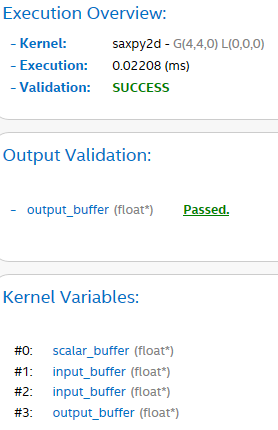 Execution Overview:
- Kernel: saxpy2d - G(4,4,0) L(0,0,0)
- Execution: 0.02208 (ms)
- Validation: SUCCESS
Output Validation:
- output_buffer (float*) Passed.
Kernel Variables:
#0: scalar_buffer (float*)
#1: input_buffer (float*)
#2: input_buffer (float*)
#3: output_buffer (float*)